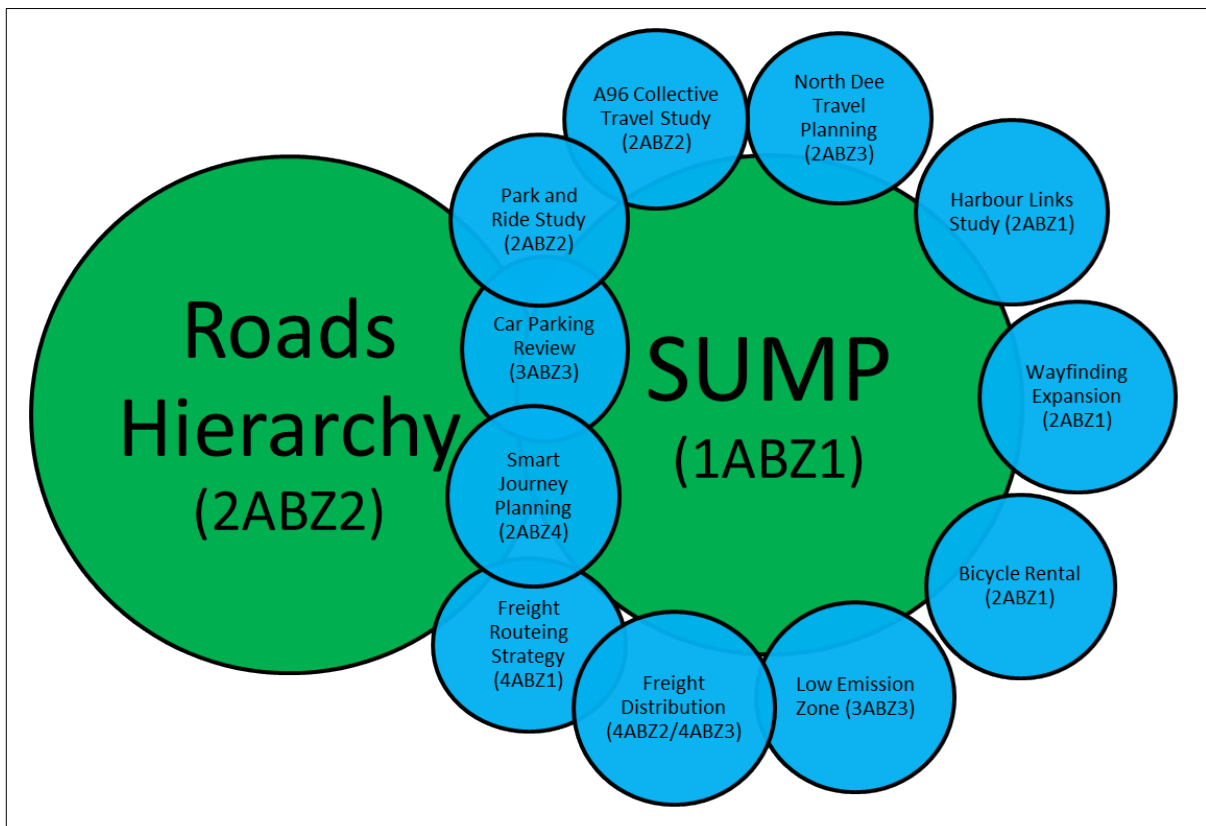 Roads
Hierarchy
(2ABZ2)
SUMP
(1ABZ1)
A96 Collective
Travel Study
(2ABZ2)
North Dee
Travel
Planning
(2ABZ3)
Harbour Links
Study (2ABZ1)
Wayfinding
Expansion
(2ABZ1)
Bicycle Rental
(2ABZ1)
Low Emission
Zone (3ABZ3)
Freight
Distribution
(4ABZ2/4ABZ3)
Freight
Routeing
Strategy
(4ABZ1)
Smart
Journey
Planning
(2ABZ4)
Car Parking
Review
(3ABZ3)
Park and
Ride Study
(2ABZ2)